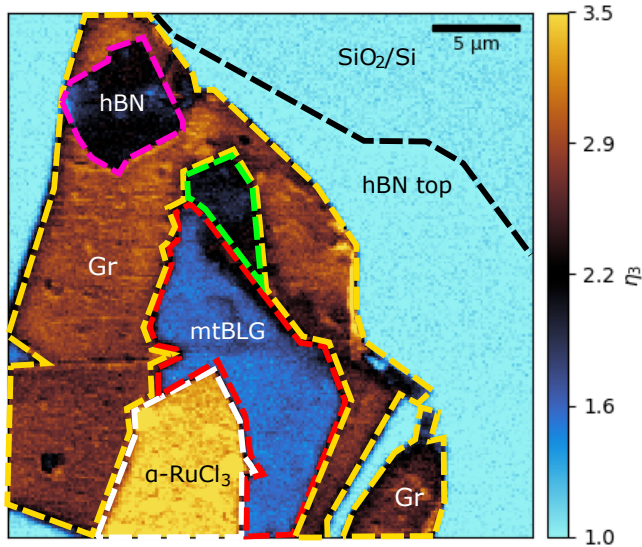 SiO₂/Si
5 μm
hBN
hBN top
Gr
mtBLG
α-RuCl₃
Gr
3.5
2.9
2.2
1.6
1.0
η₃